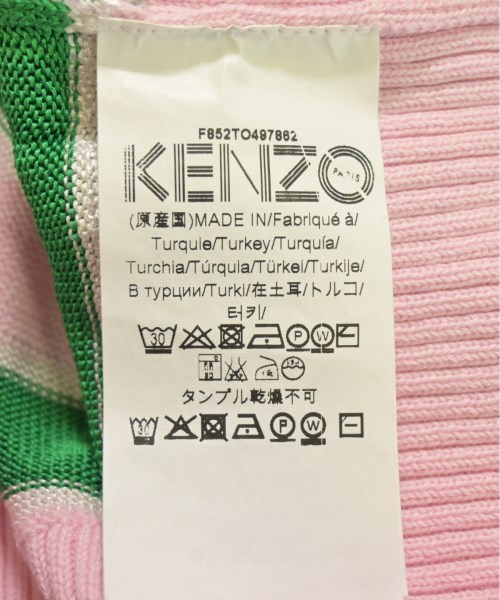 F852TO497862
KENZO
PARIS
(原産国)MADE IN/Fabriqué à/
Turquie/Turkey/Turquía/
Turchia/Túrquia/Türkei/Turkije/
В турции/Turki/在土耳/トルコ/
터키/
30 P W
タンブル乾燥不可
30 P W